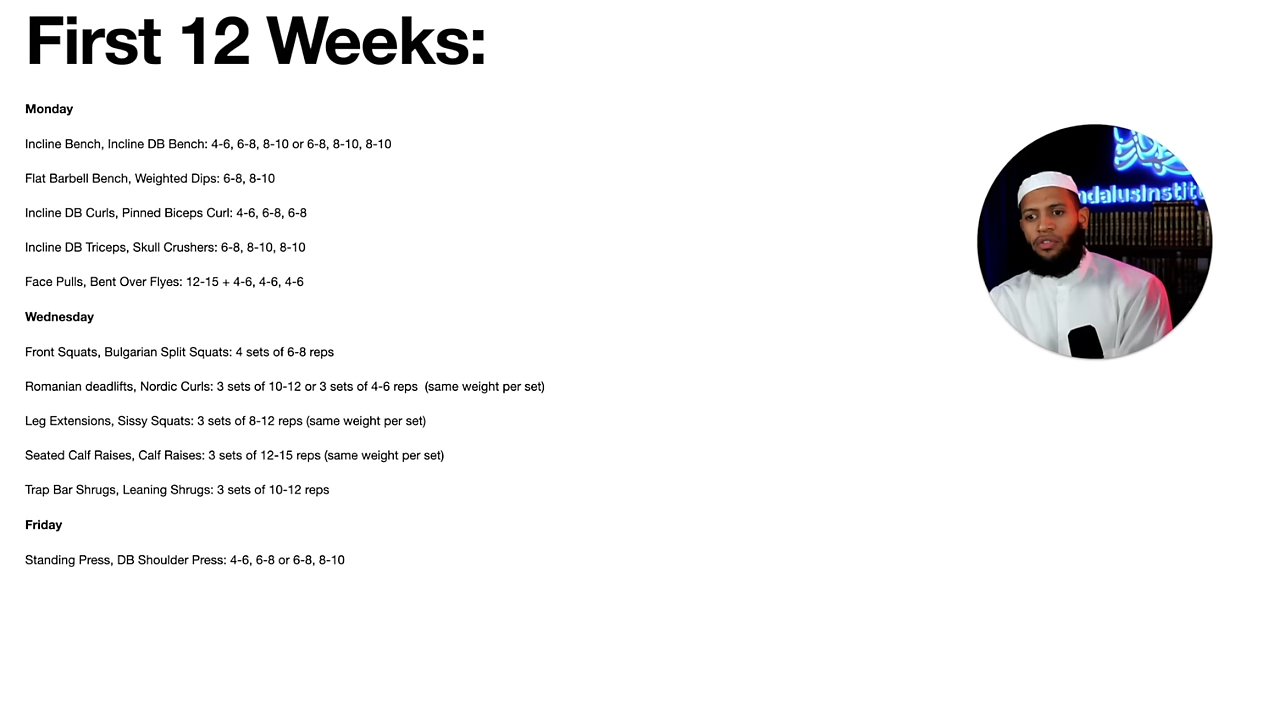 First 12 Weeks:
Monday
Incline Bench, Incline DB Bench: 4-6, 6-8, 8-10 or 6-8, 8-10, 8-10
Flat Barbell Bench, Weighted Dips: 6-8, 8-10
Incline DB Curls, Pinned Biceps Curl: 4-6, 6-8, 6-8
Incline DB Triceps, Skull Crushers: 6-8, 8-10, 8-10
Face Pulls, Bent Over Flyes: 12-15 + 4-6, 4-6, 4-6
Wednesday
Front Squats, Bulgarian Split Squats: 4 sets of 6-8 reps
Romanian deadlifts, Nordic Curls: 3 sets of 10-12 or 3 sets of 4-6 reps  (same weight per set)
Leg Extensions, Sissy Squats: 3 sets of 8-12 reps (same weight per set)
Seated Calf Raises, Calf Raises: 3 sets of 12-15 reps (same weight per set)
Trap Bar Shrugs, Leaning Shrugs: 3 sets of 10-12 reps
Friday
Standing Press, DB Shoulder Press: 4-6, 6-8 or 6-8, 8-10
ndalusInstit